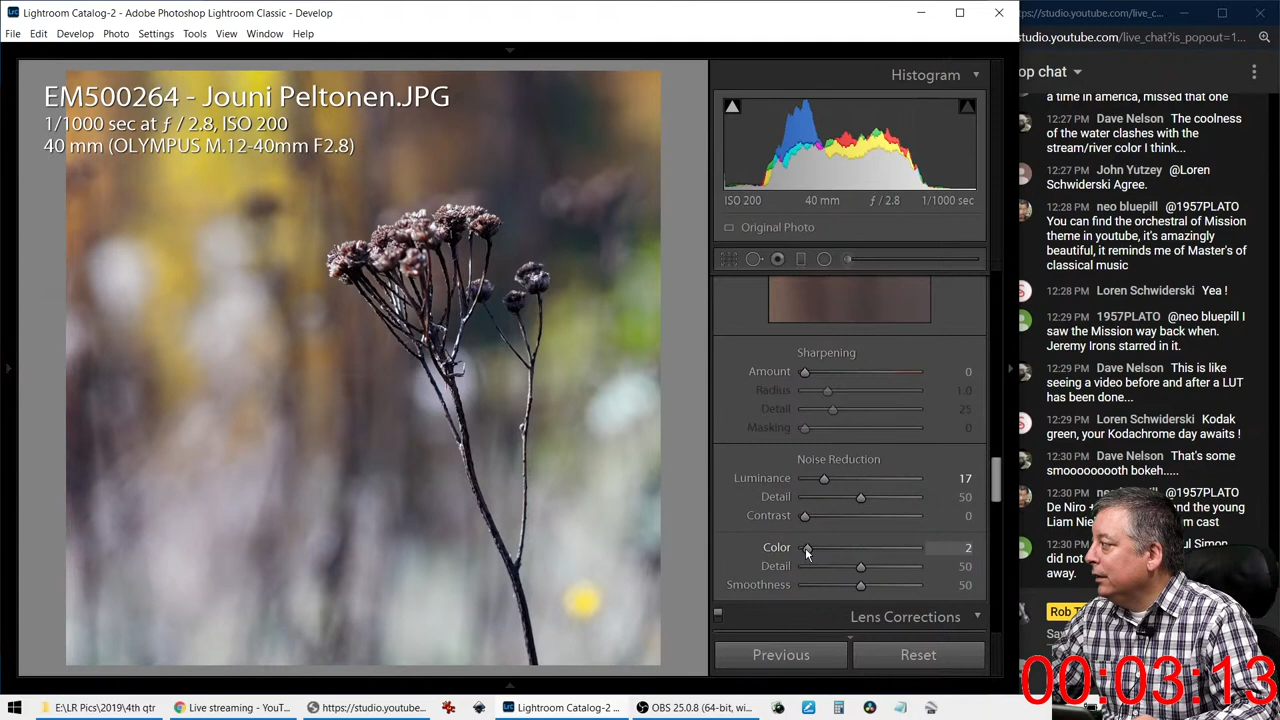 Lightroom Catalog-2 - Adobe Photoshop Lightroom Classic - Develop
File Edit Develop Photo Settings Tools View Window Help
EM500264 - Jouni Peltonen.JPG
1/1000 sec at ƒ / 2.8, ISO 200
40 mm (OLYMPUS M.12-40mm F2.8)
Histogram
ISO 200 40 mm ƒ / 2.8 1/1000 sec
Original Photo
Sharpening
Amount 0
Radius 1.0
Detail 25
Masking 0
Noise Reduction
Luminance 17
Detail 50
Contrast 0
Color 2
Detail 50
Smoothness 50
Lens Corrections
Previous Reset
ttps://studio.youtube.com/live_c...
studio.youtube.com/live_chat?is_popout=1...
op chat
a time in america, missed that one
12:27 PM Dave Nelson The coolness
of the water clashes with the
stream/river color I think...
12:27 PM John Yutzey @Loren
Schwiderski Agree.
12:28 PM neo bluepill @1957PLATO
You can find the orchestral of Mission
theme in youtube, it's amazingly
beautiful, it reminds me of Master's of
classical music
12:28 PM Loren Schwiderski Yea !
12:29 PM 1957PLATO @neo bluepill I
saw the Mission way back when.
Jeremy Irons starred in it.
12:29 PM Dave Nelson This is like
seeing a video before and after a LUT
has been done...
12:29 PM Loren Schwiderski Kodak
green, your Kodachrome day awaits !
12:30 PM Dave Nelson That's some
smooooooooth bokeh.....
12:30 PM @1957PLATO
De Niro
Liam cast
Simon
did not
away.
Rob
00:03:13
E:\LR Pics\2019\4th qtr
Live streaming - YouT...
https://studio.youtube...
Lightroom Catalog-2 ...
OBS 25.0.8 (64-bit, wi...